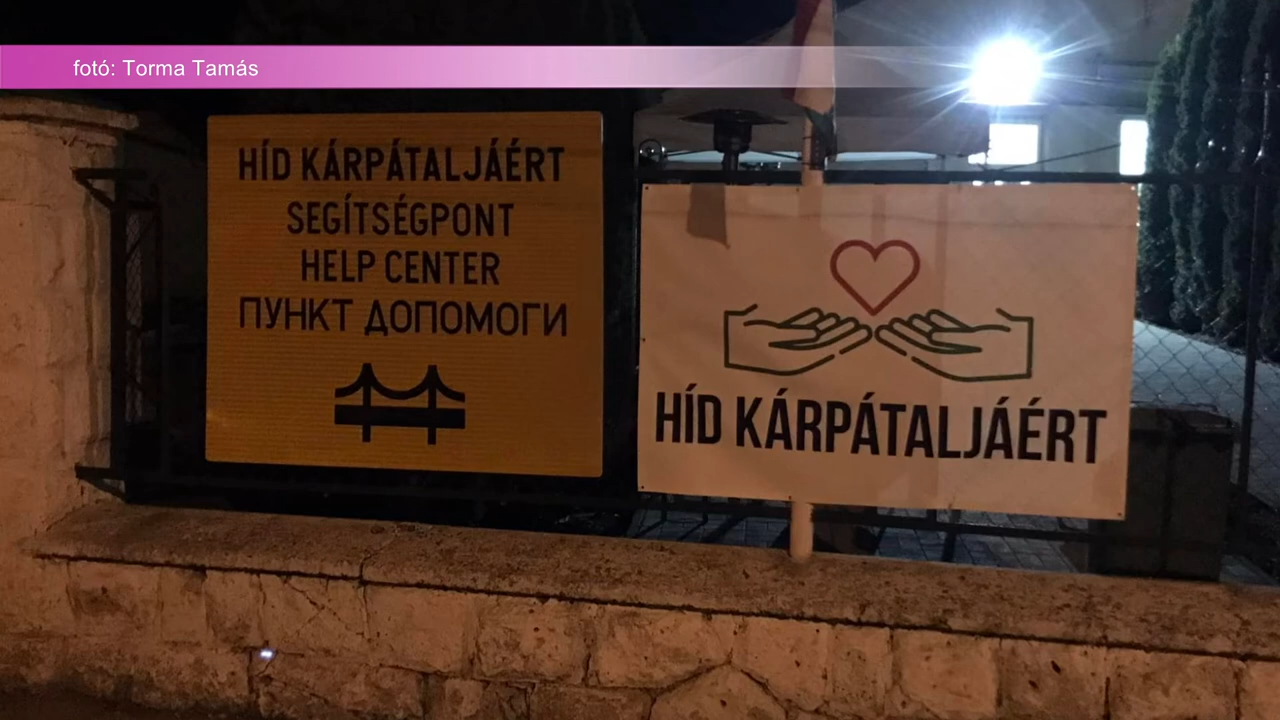 fotó: Torma Tamás
HÍD KÁRPÁTALJÁÉRT
SEGÍTSÉGPONT
HELP CENTER
ПУНКТ ДОПОМОГИ
HÍD KÁRPÁTALJÁÉRT